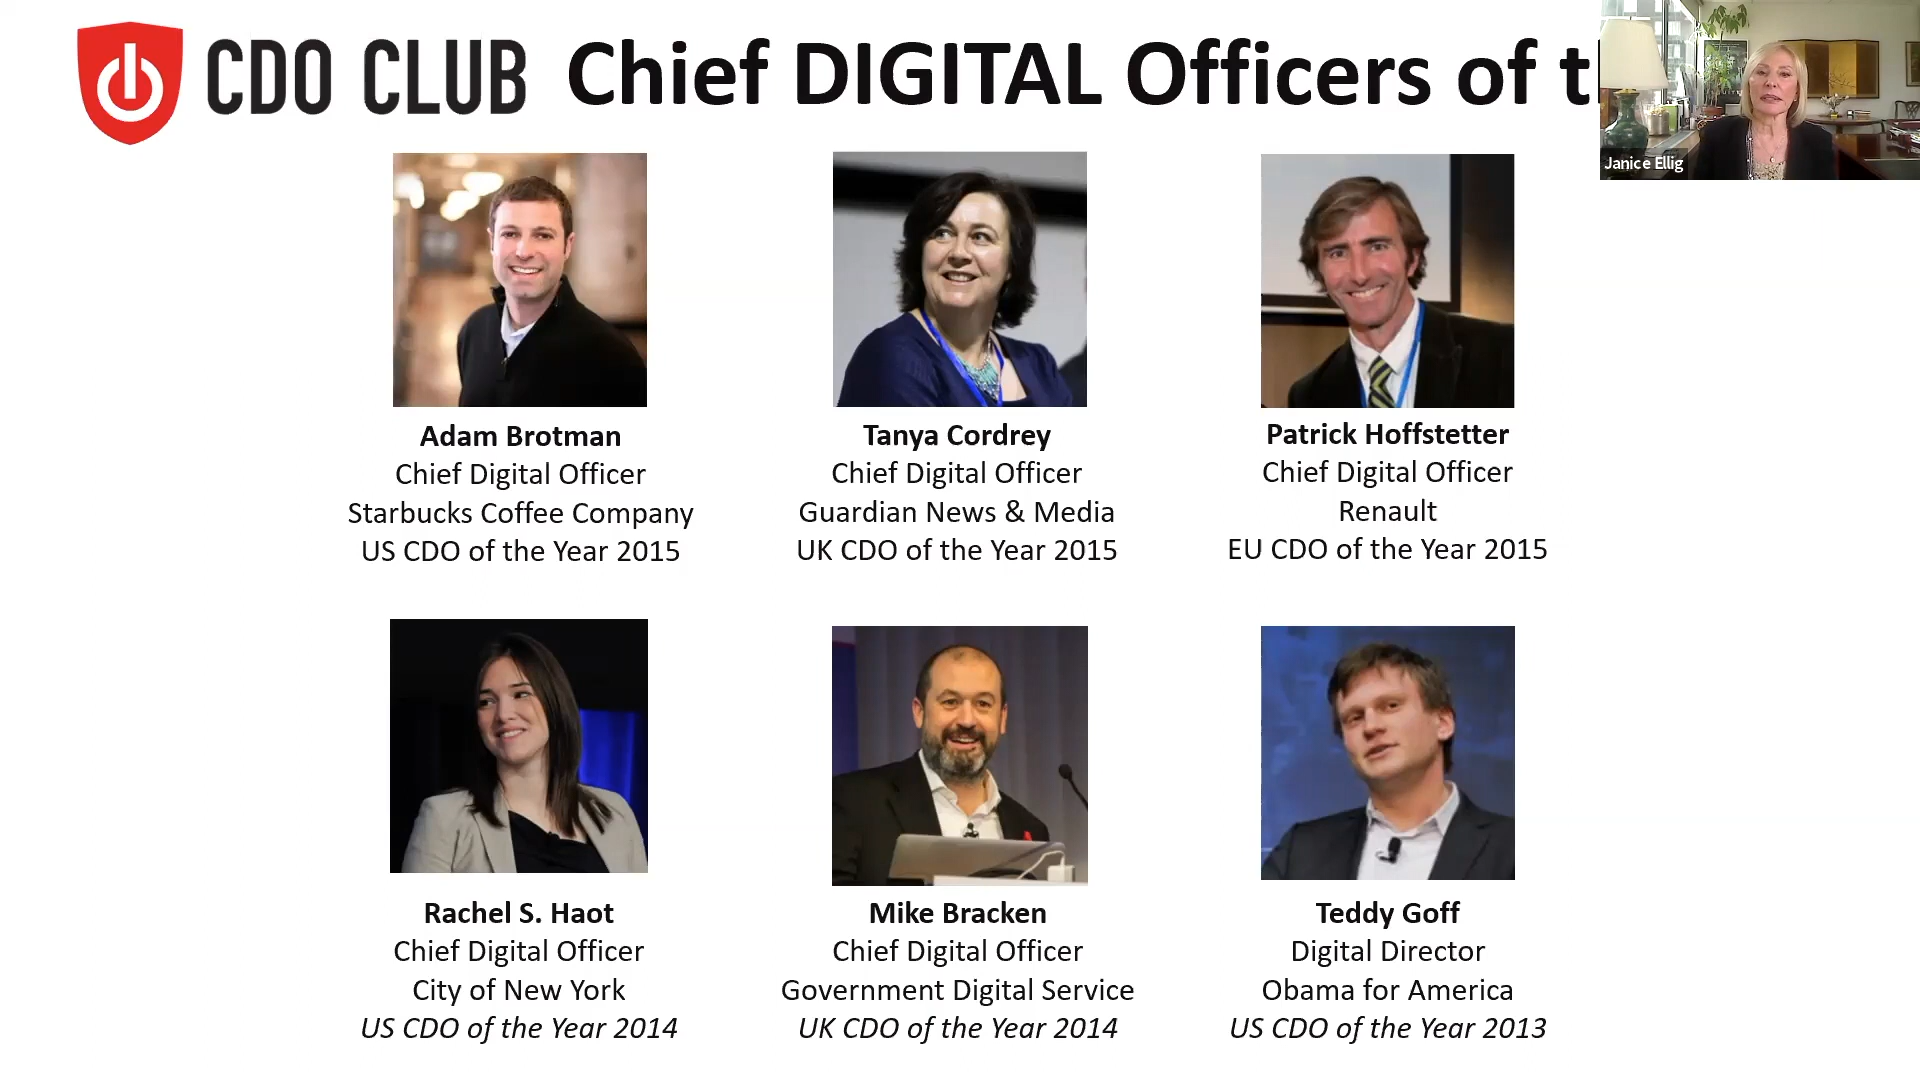 CDO CLUB Chief DIGITAL Officers of t
Janice Ellig
Adam Brotman
Chief Digital Officer
Starbucks Coffee Company
US CDO of the Year 2015
Tanya Cordrey
Chief Digital Officer
Guardian News & Media
UK CDO of the Year 2015
Patrick Hoffstetter
Chief Digital Officer
Renault
EU CDO of the Year 2015
Rachel S. Haot
Chief Digital Officer
City of New York
US CDO of the Year 2014
Mike Bracken
Chief Digital Officer
Government Digital Service
UK CDO of the Year 2014
Teddy Goff
Digital Director
Obama for America
US CDO of the Year 2013